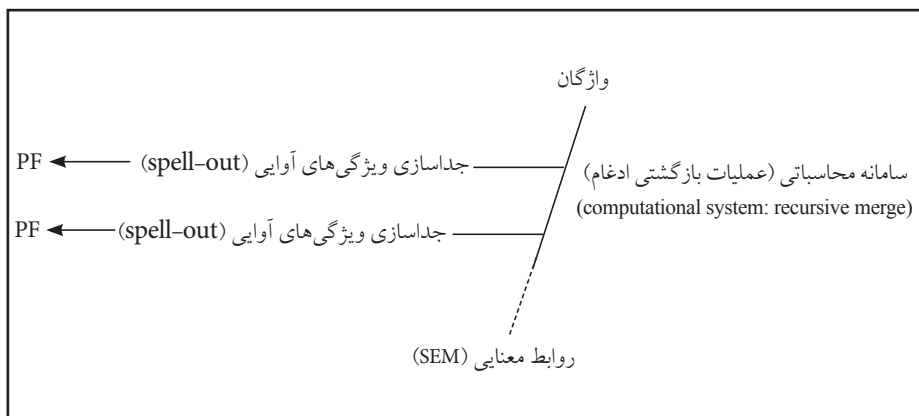 واژگان
جداسازی ویژگی‌های آوایی (spell-out) PF
سامانه محاسباتی (عملیات بازگشتی ادغام)
(computational system: recursive merge)
جداسازی ویژگی‌های آوایی (spell-out) PF
روابط معنایی (SEM)